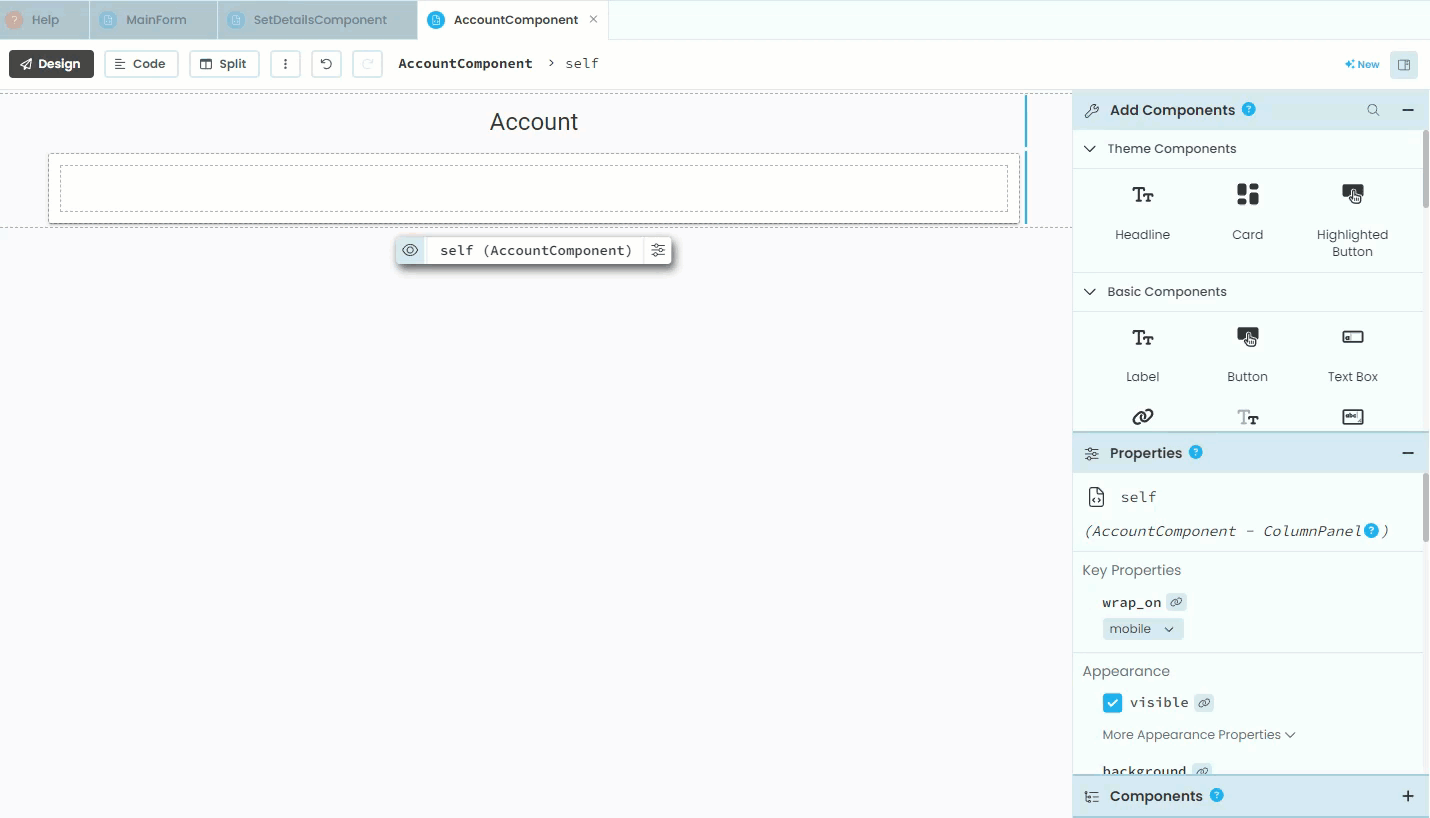 Help MainForm SetDetailsComponent AccountComponent ×
Design Code Split AccountComponent › self New
Account
self (AccountComponent)
Add Components ?
Theme Components
Headline Card Highlighted
Button
Basic Components
Label Button Text Box
Properties ?
self
(AccountComponent - ColumnPanel ? )
Key Properties
wrap_on
mobile
Appearance
visible
More Appearance Properties
background
Components ? +